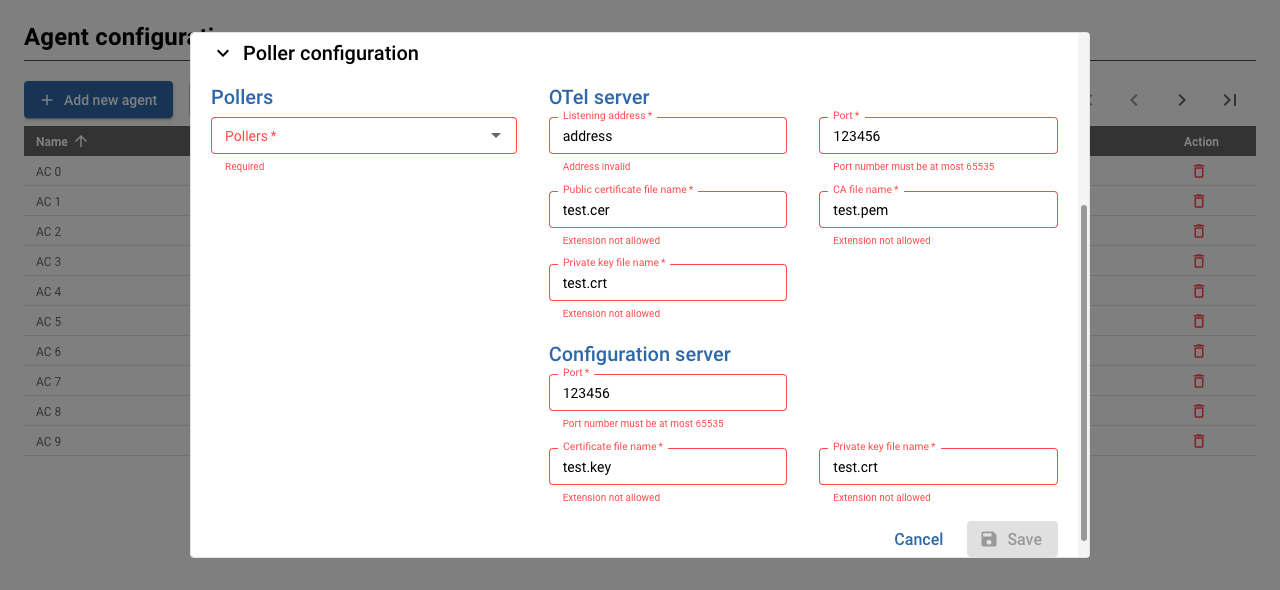 Agent configurati
Poller configuration
Add new agent
Name
Action
AC 0
AC 1
AC 2
AC 3
AC 4
AC 5
AC 6
AC 7
AC 8
AC 9
Pollers
Pollers *
Required
OTel server
Listening address *
address
Address invalid
Port *
123456
Port number must be at most 65535
Public certificate file name *
test.cer
Extension not allowed
CA file name *
test.pem
Extension not allowed
Private key file name *
test.crt
Extension not allowed
Configuration server
Port *
123456
Port number must be at most 65535
Certificate file name *
test.key
Extension not allowed
Private key file name *
test.crt
Extension not allowed
Cancel
Save